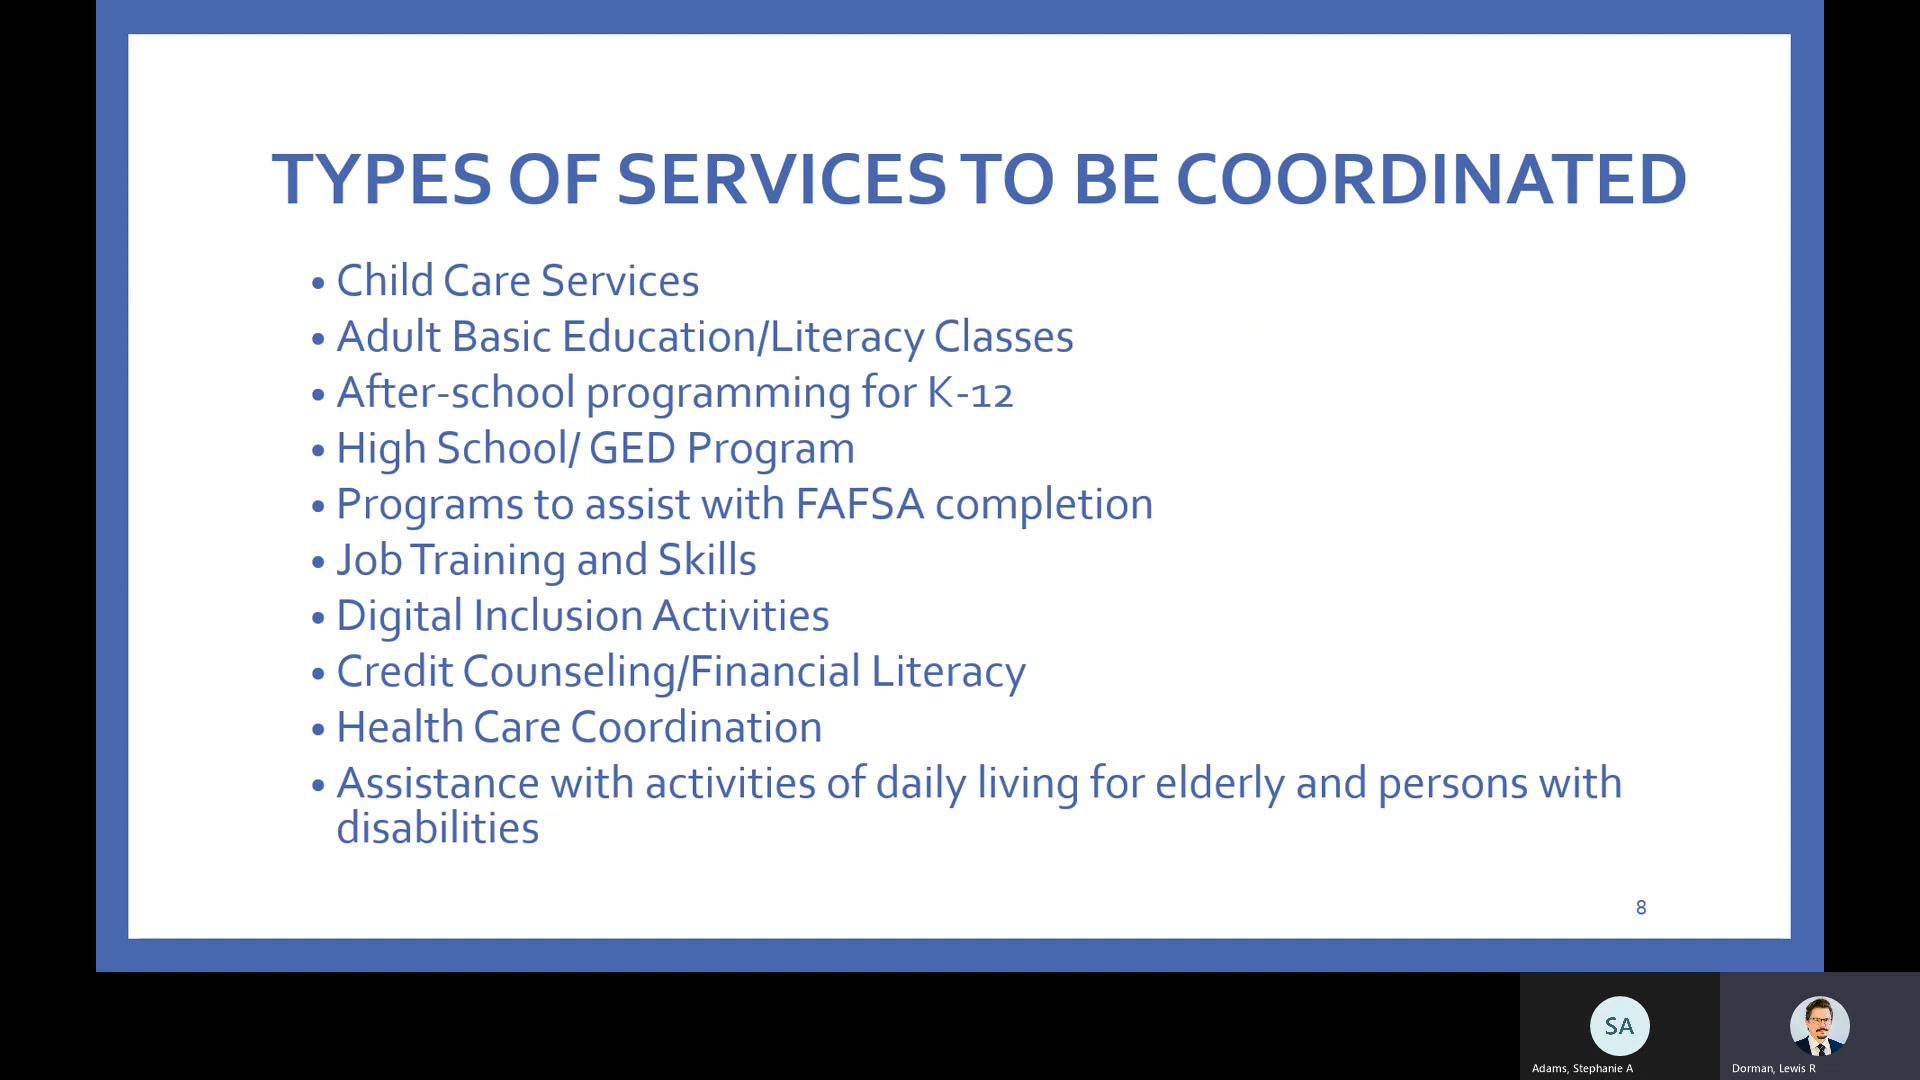 TYPES OF SERVICES TO BE COORDINATED
• Child Care Services
• Adult Basic Education/Literacy Classes
• After-school programming for K-12
• High School/ GED Program
• Programs to assist with FAFSA completion
• Job Training and Skills
• Digital Inclusion Activities
• Credit Counseling/Financial Literacy
• Health Care Coordination
• Assistance with activities of daily living for elderly and persons with
disabilities
8
SA
Adams, Stephanie A
Dorman, Lewis R